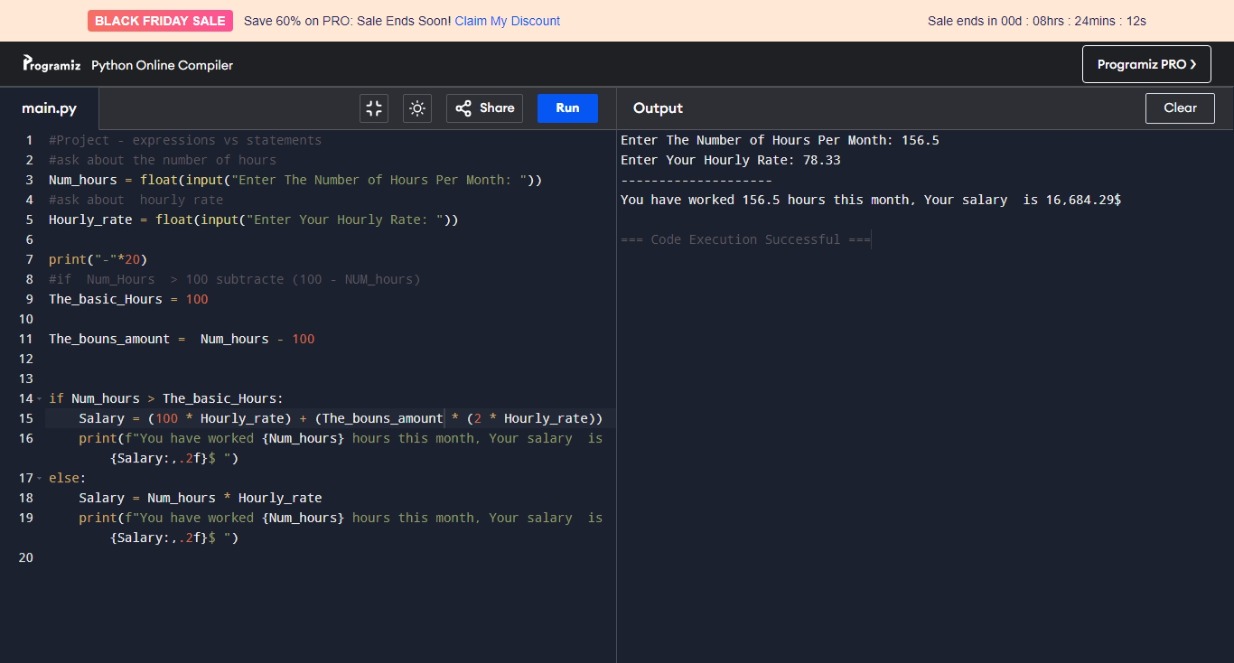 BLACK FRIDAY SALE Save 60% on PRO: Sale Ends Soon! Claim My Discount Sale ends in 00d : 08hrs : 24mins : 12s
Programiz Python Online Compiler Programiz PRO >
main.py Share Run Output Clear
1 #Project - expressions vs statements
2 #ask about the number of hours
3 Num_hours = float(input("Enter The Number of Hours Per Month: "))
4 #ask about  hourly rate
5 Hourly_rate = float(input("Enter Your Hourly Rate: "))
6
7 print("-"*20)
8 #if  Num_Hours  > 100 subtracte (100 - NUM_hours)
9 The_basic_Hours = 100
10
11 The_bouns_amount =  Num_hours - 100
12
13
14 if Num_hours > The_basic_Hours:
15     Salary = (100 * Hourly_rate) + (The_bouns_amount * (2 * Hourly_rate))
16     print(f"You have worked {Num_hours} hours this month, Your salary  is
        {Salary:,.2f}$ ")
17 else:
18     Salary = Num_hours * Hourly_rate
19     print(f"You have worked {Num_hours} hours this month, Your salary  is
        {Salary:,.2f}$ ")
20
Enter The Number of Hours Per Month: 156.5
Enter Your Hourly Rate: 78.33
--------------------
You have worked 156.5 hours this month, Your salary  is 16,684.29$
=== Code Execution Successful ===